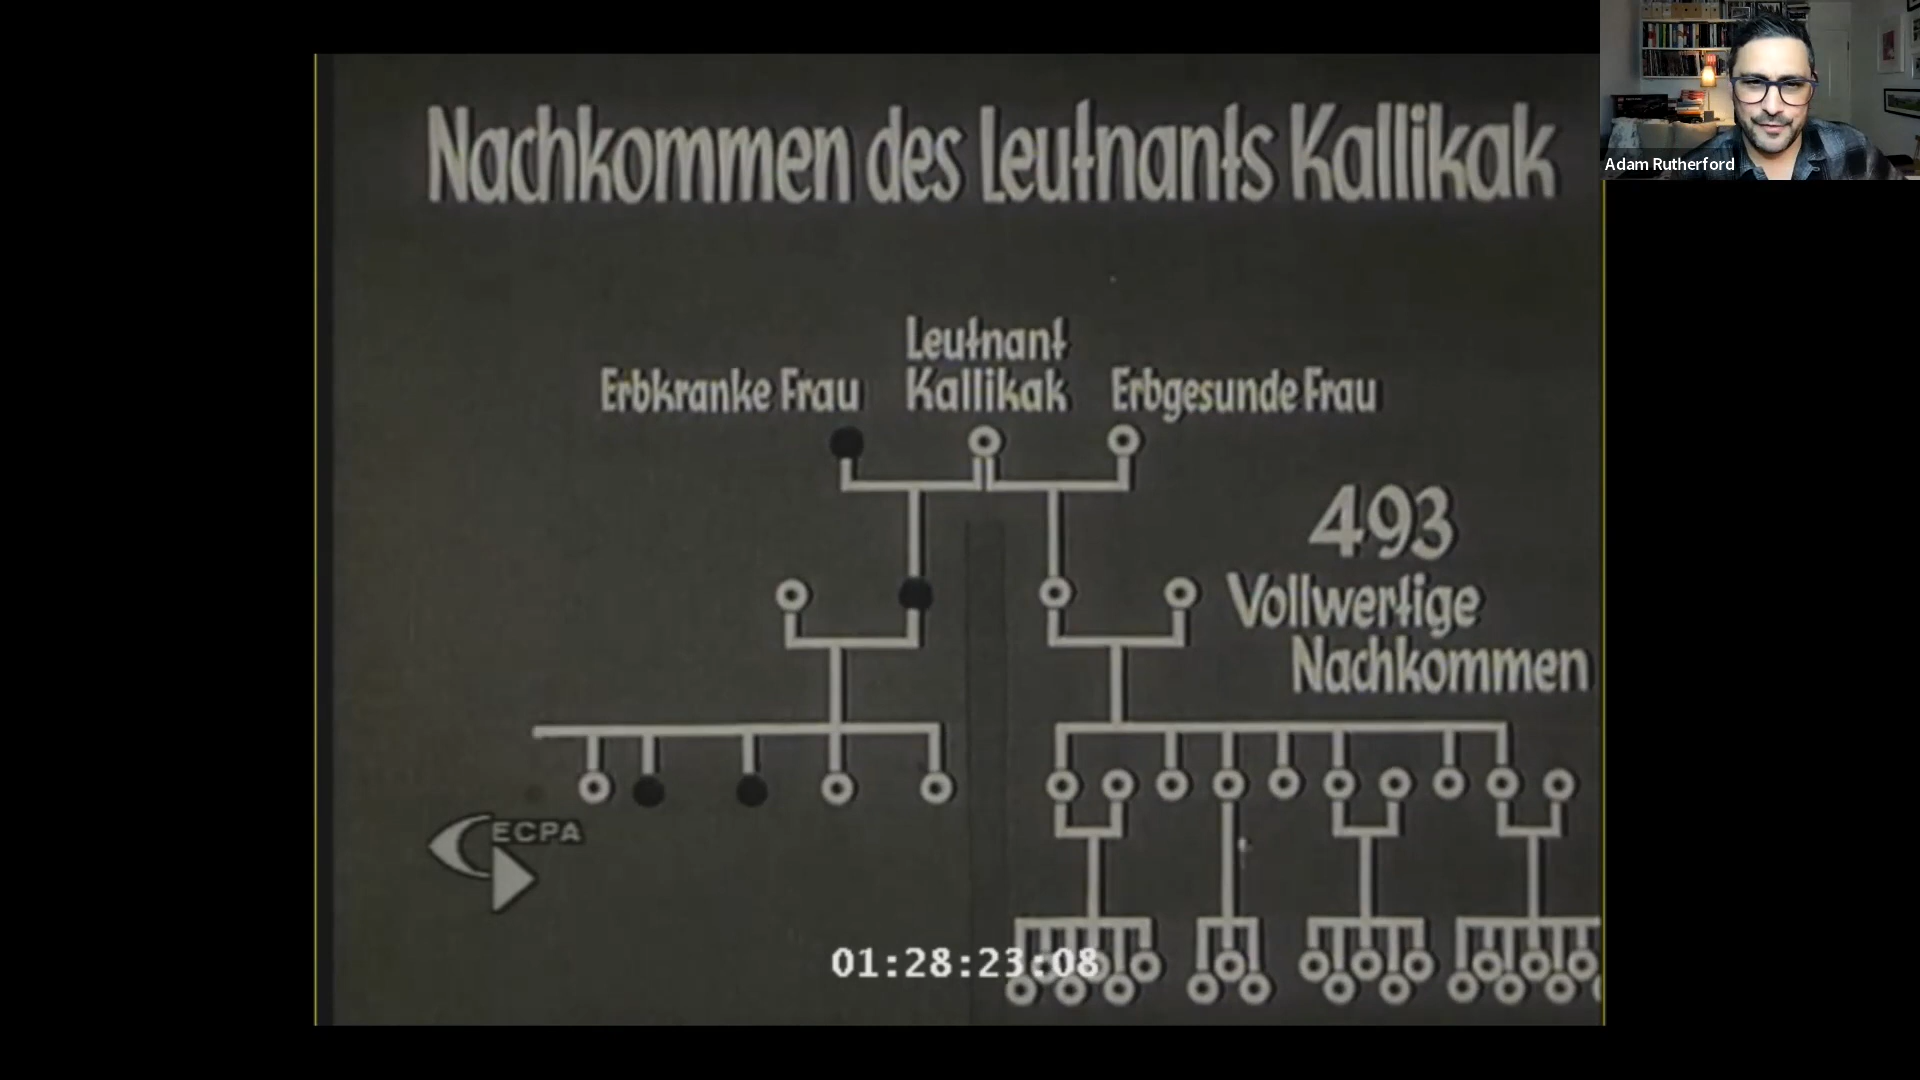 Nachkommen des Leutnants Kallikak
Leutnant
Erbkranke Frau Kallikak Erbgesunde Frau
493
Vollwertige
Nachkommen
ECPA
01:28:23:08
Adam Rutherford